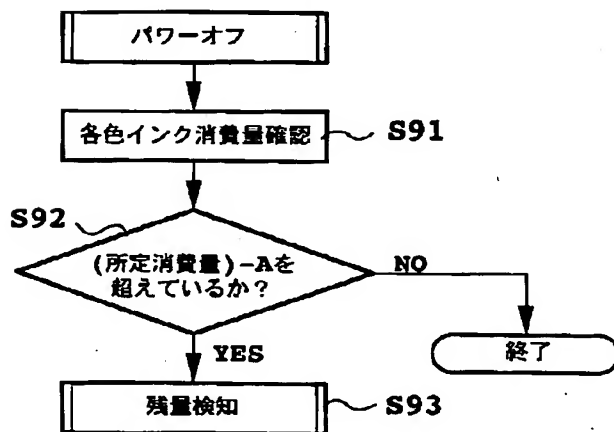 パワーオフ
各色インク消費量確認
S91
S92
(所定消費量)-Aを
超えているか?
NO
YES
終了
残量検知
S93